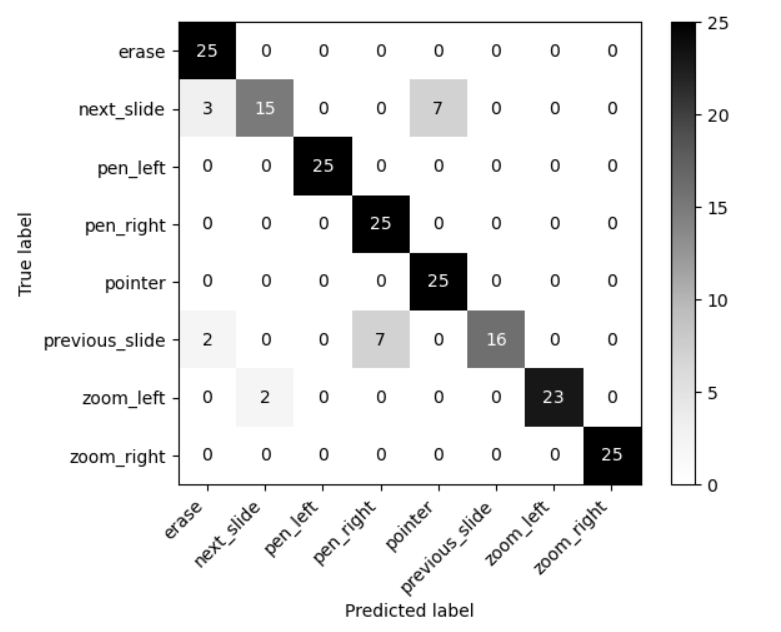 erase 25 0 0 0 0 0 0 0
next_slide 3 15 0 0 7 0 0 0
pen_left 0 0 25 0 0 0 0 0
pen_right 0 0 0 25 0 0 0 0
pointer 0 0 0 0 25 0 0 0
previous_slide 2 0 0 7 0 16 0 0
zoom_left 0 2 0 0 0 0 23 0
zoom_right 0 0 0 0 0 0 0 25
True label
erase next_slide pen_left pen_right pointer previous_slide zoom_left zoom_right
Predicted label
25
20
15
10
5
0